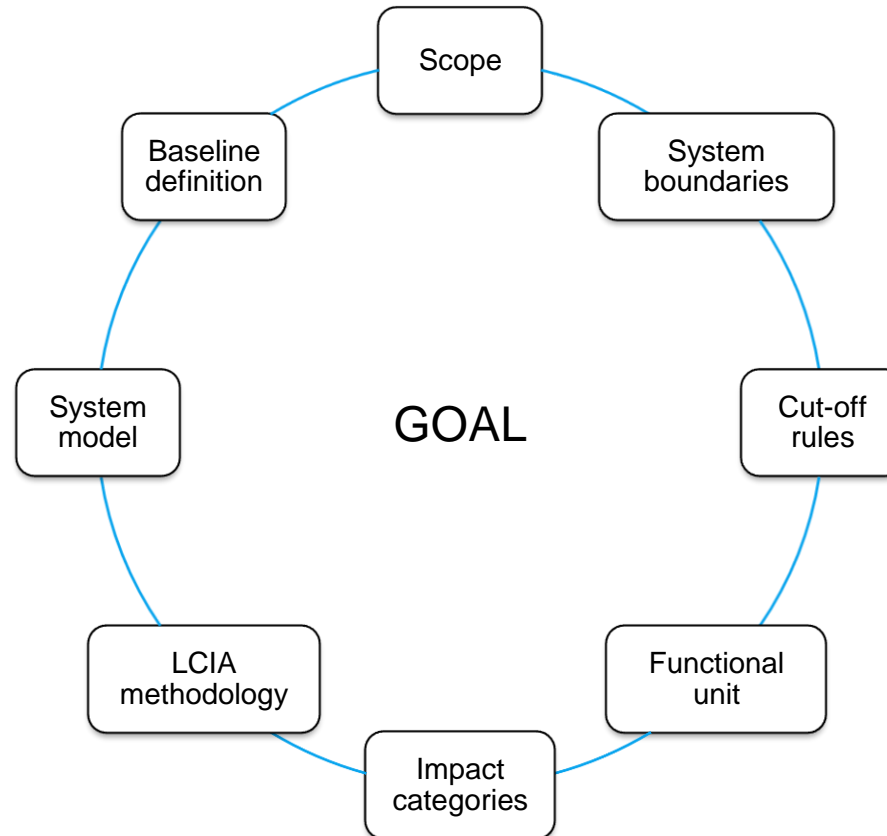 Scope
Baseline
definition
System
boundaries
System
model
GOAL
Cut-off
rules
LCIA
methodology
Functional
unit
Impact
categories